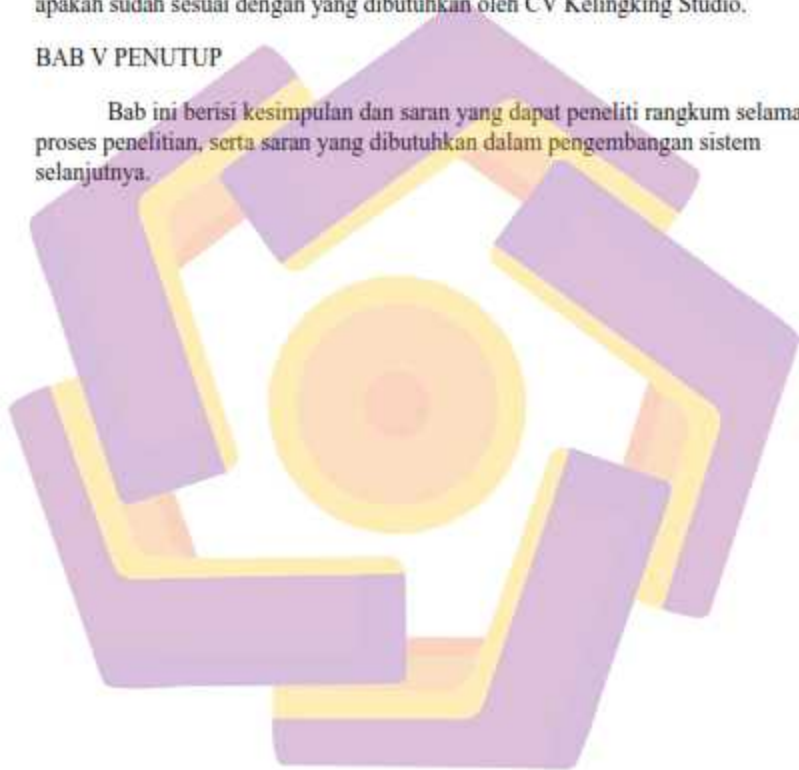 apakah sudah sesuai dengan yang dibutuhkan oleh CV Kelingking Studio.
BAB V PENUTUP
Bab ini berisi kesimpulan dan saran yang dapat peneliti rangkum selama
proses penelitian, serta saran yang dibutuhkan dalam pengembangan sistem
selanjutnya.